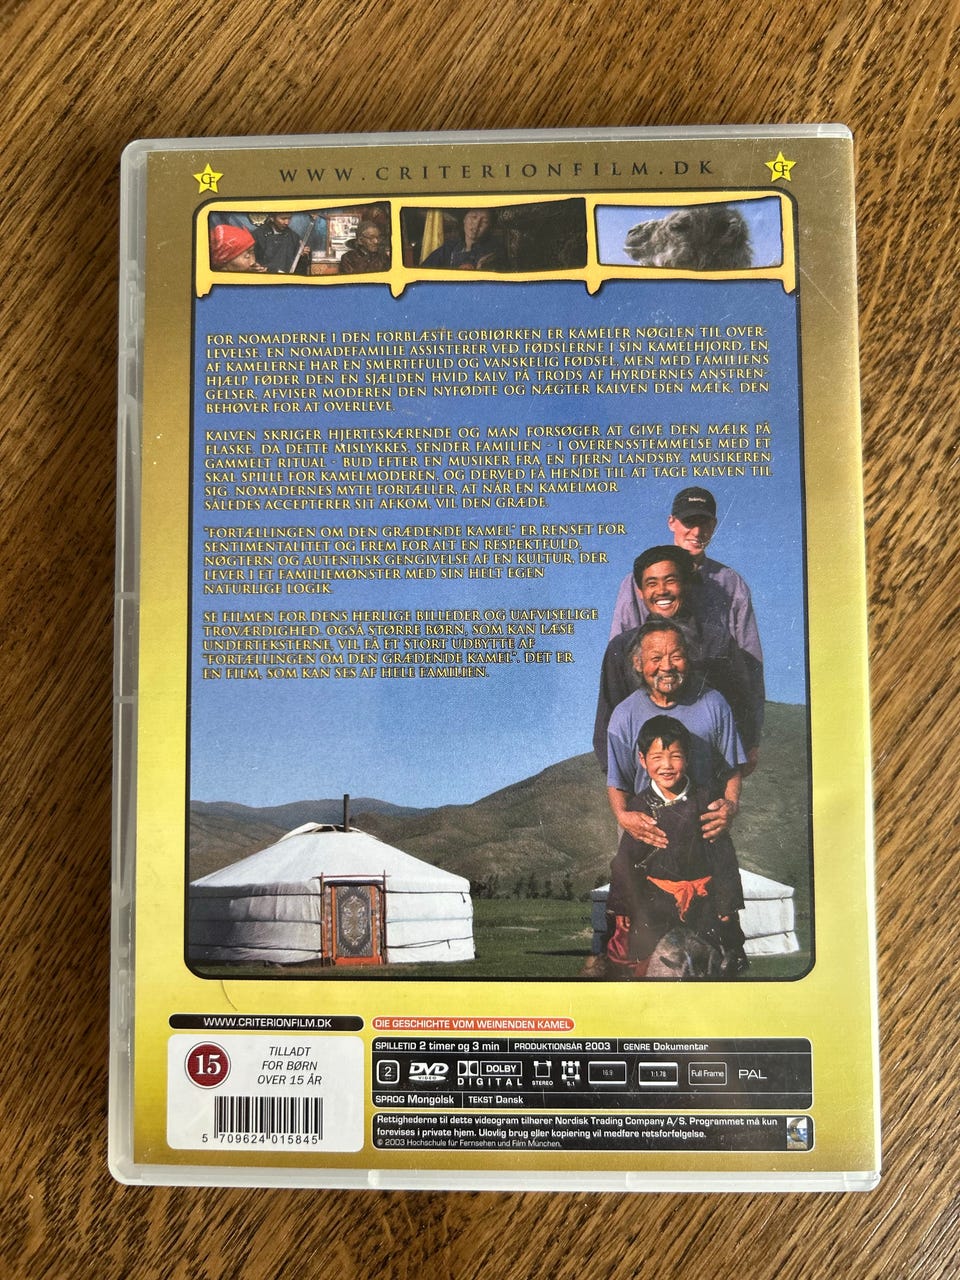 WWW.CRITERIONFILM.DK
CF
CF
FOR NOMADERNE I DEN FORBLÆSTE GOBIØRKEN ER KAMELER NØGLEN TIL OVER-
LEVELSE. EN NOMADEFAMILIE ASSISTERER VED FØDSLERNE I SIN KAMELHJORD. EN
AF KAMELERNE HAR EN SMERTEFULD OG VANSKELIG FØDSEL, MEN MED FAMILIENS
HJÆLP FØDER DEN EN SJÆLDEN HVID KALV. PÅ TRODS AF HYRDERNES ANSTREN-
GELSER, AFVISER MODEREN DEN NYFØDTE OG NÆGTER KALVEN DEN MÆLK, DEN
BEHØVER FOR AT OVERLEVE.
KALVEN SKRIGER HJERTESKÆRENDE OG MAN FORSØGER AT GIVE DEN MÆLK PÅ
FLASKE. DA DETTE MISLYKKES, SENDER FAMILIEN - I OVERENSSTEMMELSE MED ET
GAMMELT RITUAL - BUD EFTER EN MUSIKER FRA EN FJERN LANDSBY. MUSIKEREN
SKAL SPILLE FOR KAMELMODEREN, OG DERVED FÅ HENDE TIL AT TAGE KALVEN TIL
SIG. NOMADERNES MYTE FORTÆLLER, AT NÅR EN KAMELMOR
SÅLEDES ACCEPTERER SIT AFKOM, VIL DEN GRÆDE.
"FORTÆLLINGEN OM DEN GRÆDENDE KAMEL" ER RENSET FOR
SENTIMENTALITET OG FREM FOR ALT EN RESPEKTFULD,
NØGTERN OG AUTENTISK GENGIVELSE AF EN KULTUR, DER
LEVER I ET FAMILIEMØNSTER MED SIN HELT EGEN
NATURLIGE LOGIK.
SE FILMEN FOR DENS HERLIGE BILLEDER OG UAFVISELIGE
TROVÆRDIGHED. OGSÅ STØRRE BØRN, SOM KAN LÆSE
UNDERTEKSTERNE, VIL FÅ ET STORT UDBYTTE AF
"FORTÆLLINGEN OM DEN GRÆDENDE KAMEL". DET ER
EN FILM, SOM KAN SES AF HELE FAMILIEN.
WWW.CRITERIONFILM.DK
DIE GESCHICHTE VOM WEINENDEN KAMEL
15
TILLADT
FOR BØRN
OVER 15 ÅR
5 709624 015845
SPILLETID 2 timer og 3 min PRODUKTIONSÅR 2003 GENRE Dokumentar
2 DVD VIDEO DOLBY DIGITAL STEREO 5.1 16:9 1:1.78 Full Frame PAL
SPROG Mongolsk TEKST Dansk
Rettighederne til dette videogram tilhører Nordisk Trading Company A/S. Programmet må kun
forevises i private hjem. Ulovlig brug eller kopiering vil medføre retsforfølgelse.
© 2003 Hochschule für Fernsehen und Film München.